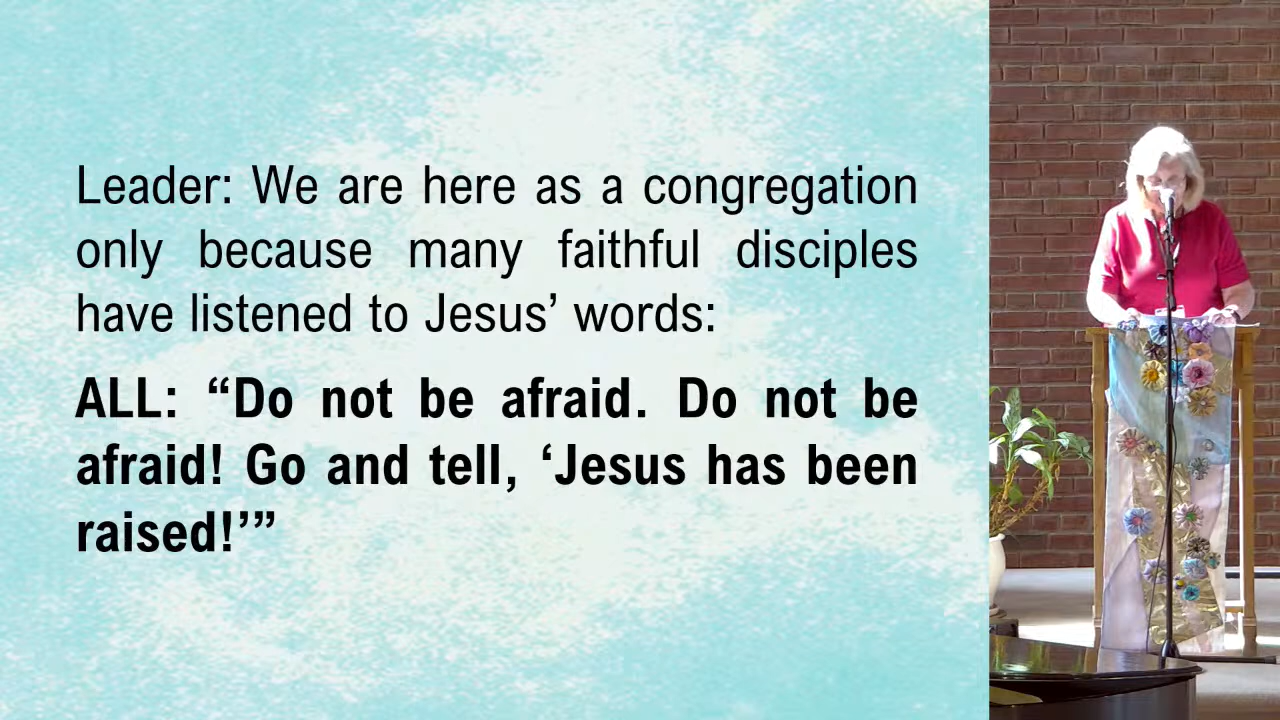 Leader: We are here as a congregation
only because many faithful disciples
have listened to Jesus’ words:
ALL: “Do not be afraid. Do not be
afraid! Go and tell, ‘Jesus has been
raised!’”